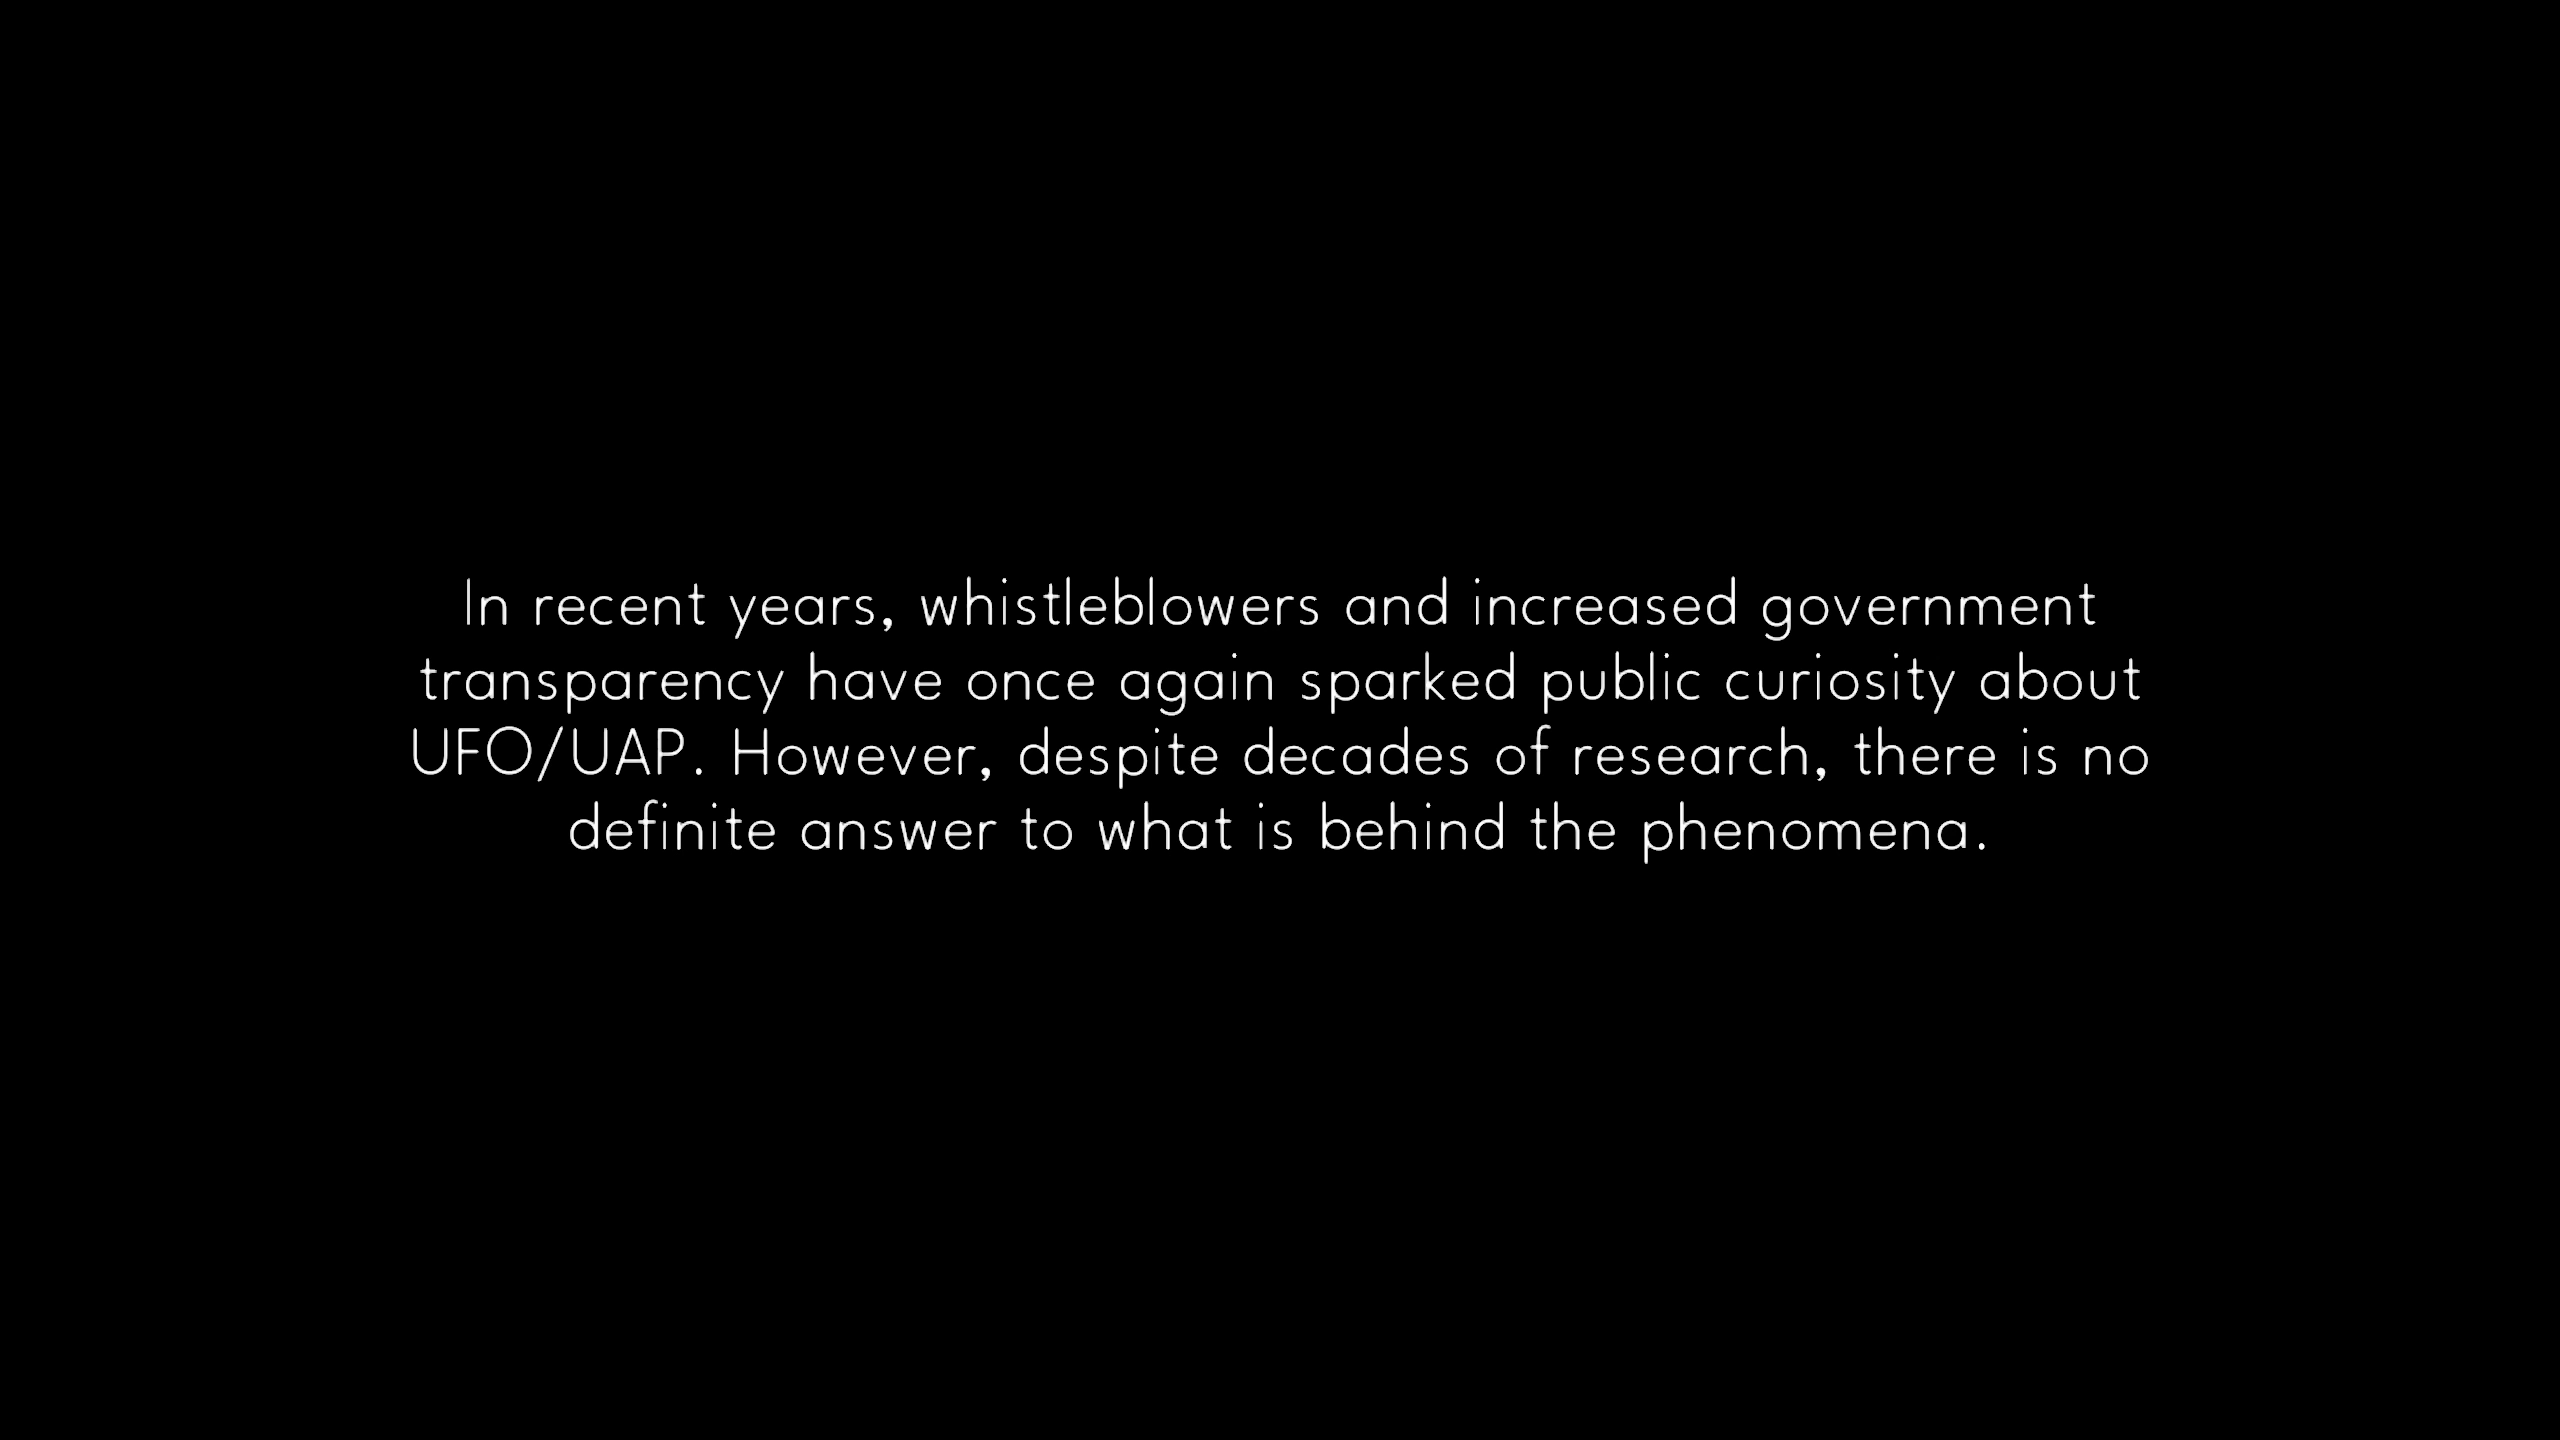 In recent years, whistleblowers and increased government
transparency have once again sparked public curiosity about
UFO/UAP. However, despite decades of research, there is no
definite answer to what is behind the phenomena.